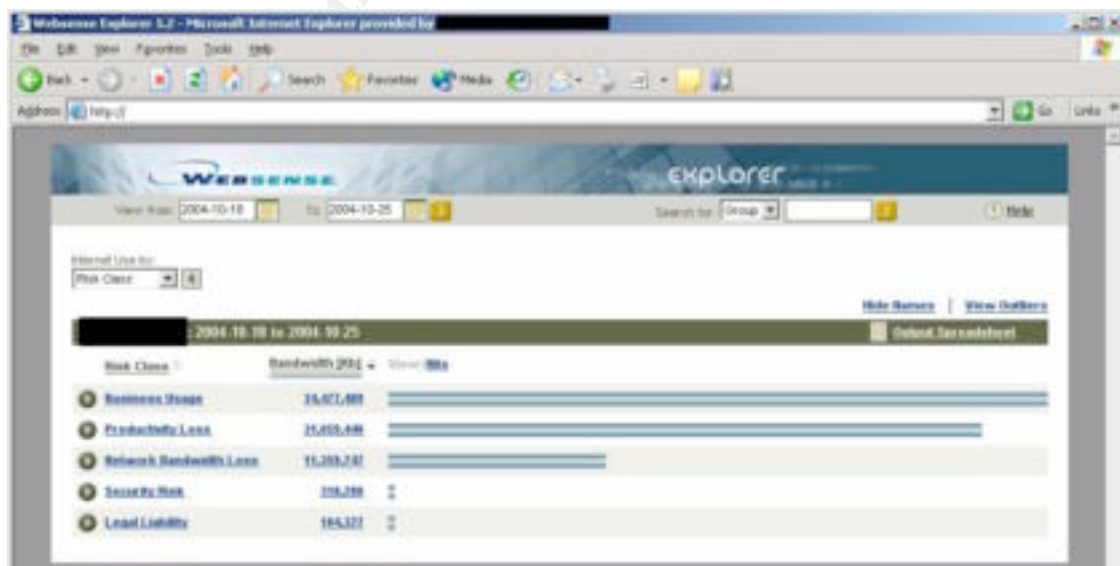 Websense Explorer 5.2 - Microsoft Internet Explorer provided by
File Edit View Favorites Tools Help
Back Search Favorites Media
Address http:// Go Links
WEBSENSE explorer
View from: 2004-10-18 To: 2004-10-25 Search for: Group Help
Internet Use by:
Risk Class
Hide Names | View Outliers
: 2004-10-18 to 2004-10-25 Output Spreadsheet
Risk Class Bandwidth [Kb] Show: Hits
Business Usage
Productivity Loss
Network Bandwidth Loss
Security Risk
Legal Liability